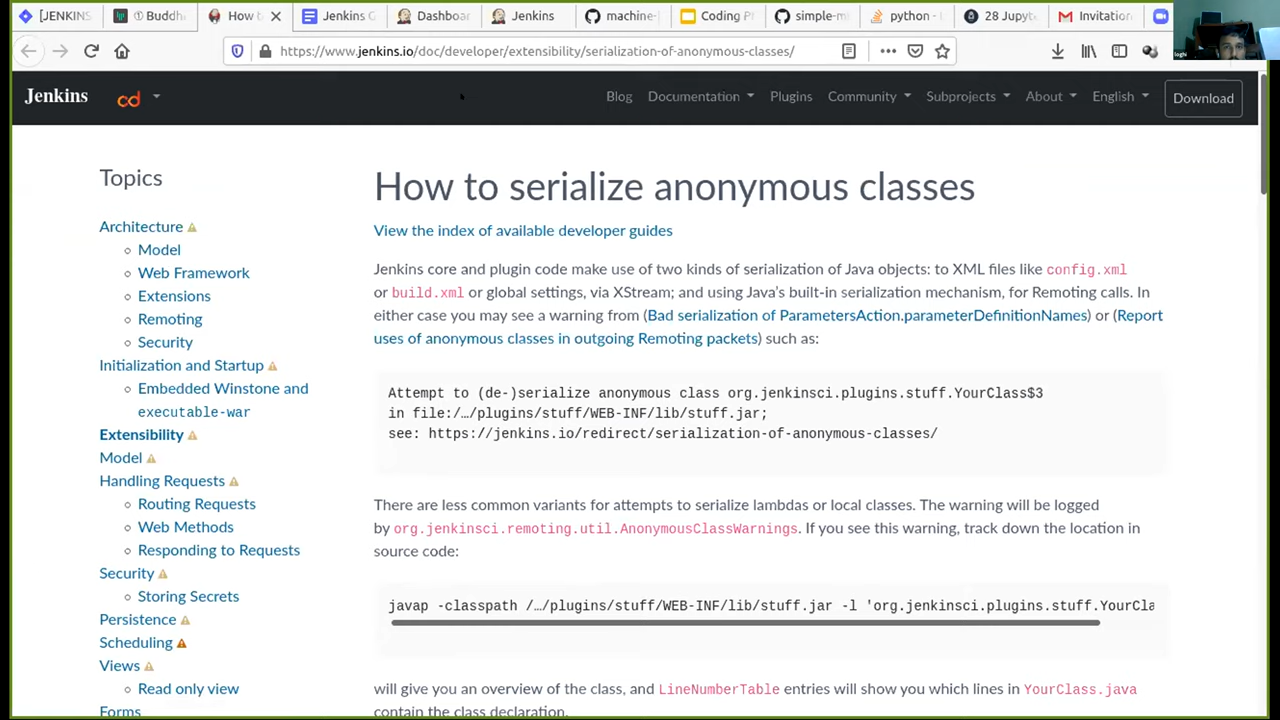 [JENKINS
① Buddh
How to
Jenkins G
Dashboa
Jenkins
machine-
Coding P
simple-m
python -
28 Jupyte
Invitation
https://www.jenkins.io/doc/developer/extensibility/serialization-of-anonymous-classes/
Jenkins
cd
Blog
Documentation
Plugins
Community
Subprojects
About
English
Download
Topics
Architecture
Model
Web Framework
Extensions
Remoting
Security
Initialization and Startup
Embedded Winstone and
executable-war
Extensibility
Model
Handling Requests
Routing Requests
Web Methods
Responding to Requests
Security
Storing Secrets
Persistence
Scheduling
Views
Read only view
Forms
How to serialize anonymous classes
View the index of available developer guides
Jenkins core and plugin code make use of two kinds of serialization of Java objects: to XML files like config.xml
or build.xml or global settings, via XStream; and using Java's built-in serialization mechanism, for Remoting calls. In
either case you may see a warning from (Bad serialization of ParametersAction.parameterDefinitionNames) or (Report
uses of anonymous classes in outgoing Remoting packets) such as:
Attempt to (de-)serialize anonymous class org.jenkinsci.plugins.stuff.YourClass$3
in file:/…/plugins/stuff/WEB-INF/lib/stuff.jar;
see: https://jenkins.io/redirect/serialization-of-anonymous-classes/
There are less common variants for attempts to serialize lambdas or local classes. The warning will be logged
by org.jenkinsci.remoting.util.AnonymousClassWarnings. If you see this warning, track down the location in
source code:
javap -classpath /…/plugins/stuff/WEB-INF/lib/stuff.jar -l 'org.jenkinsci.plugins.stuff.YourCla
will give you an overview of the class, and LineNumberTable entries will show you which lines in YourClass.java
contain the class declaration.